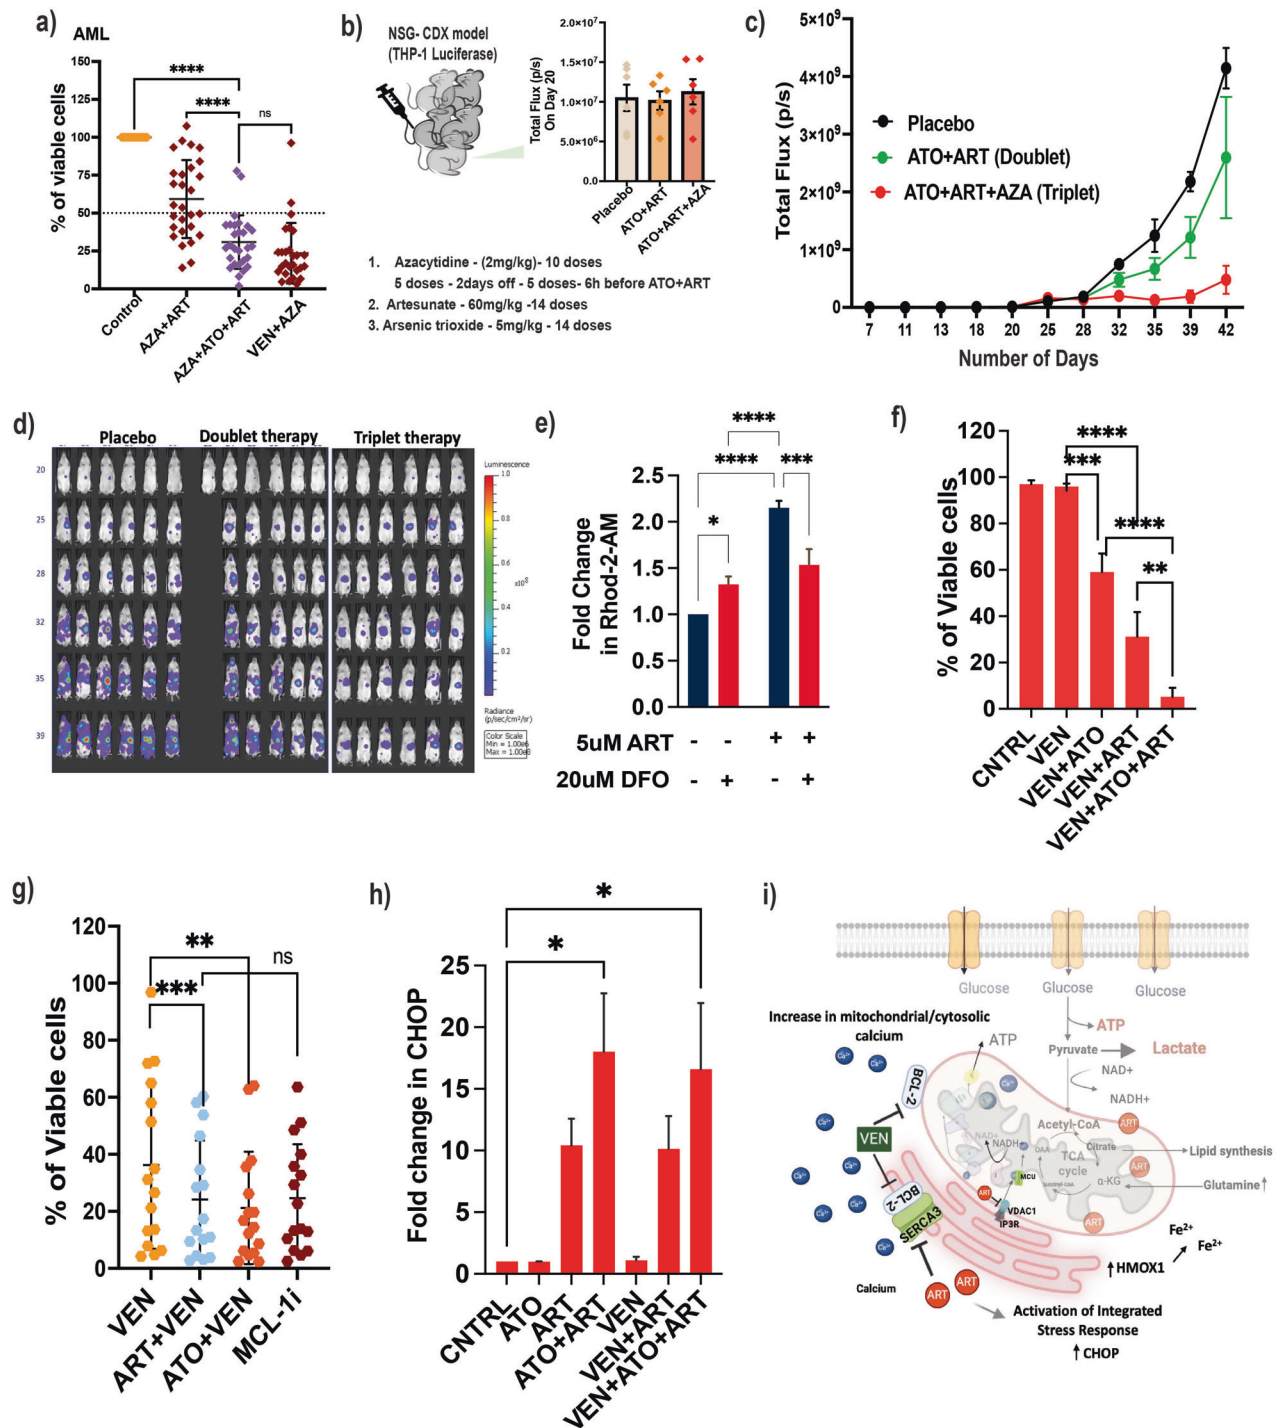 a)
AML
% of viable cells
150
100
75
50
25
0
****
****
ns
Control
AZA+ART
AZA+ATO+ART
VEN+AZA
b)
NSG- CDX model
(THP-1 Luciferase)
Total Flux (p/s)
On Day 20
2.0×10⁷
1.5×10⁷
1.0×10⁷
5.0×10⁶
0.0
Placebo
ATO+ART
ATO+ART+AZA
1. Azacytidine - (2mg/kg)- 10 doses
5 doses - 2days off - 5 doses- 6h before ATO+ART
2. Artesunate - 60mg/kg -14 doses
3. Arsenic trioxide - 5mg/kg - 14 doses
c)
Total Flux (p/s)
5×10⁹
4×10⁹
3×10⁹
2×10⁹
1×10⁹
0
Placebo
ATO+ART (Doublet)
ATO+ART+AZA (Triplet)
7 11 13 18 20 25 28 32 35 39 42
Number of Days
d)
Placebo
Doublet therapy
Triplet therapy
20
25
28
32
35
39
Luminescence
1.0
0.8
x10⁸
0.6
0.4
0.2
Radiance
(p/sec/cm²/sr)
Color Scale
Min = 1.00e6
Max = 1.00e8
e)
Fold Change
in Rhod-2-AM
2.5
2.0
1.5
1.0
0.5
0.0
****
****
***
*
5uM ART - - + +
20uM DFO - + - +
f)
% of Viable cells
120
100
80
60
40
20
0
****
***
****
**
CNTRL
VEN
VEN+ATO
VEN+ART
VEN+ATO+ART
g)
% of Viable cells
120
100
80
60
40
20
0
**
***
ns
VEN
ART+VEN
ATO+VEN
MCL-1i
h)
Fold change in CHOP
25
20
15
10
5
0
*
*
CNTRL
ATO
ART
ATO+ART
VEN
VEN+ART
VEN+ATO+ART
i)
Glucose
Glucose
Glucose
Increase in mitochondrial/cytosolic
calcium
ATP
ATP
Pyruvate
Lactate
NAD+
NADH+
Ca²⁺
BCL-2
VEN
BCL-2
SERCA3
NAD+
NADH+
Acetyl-CoA
OAA
Citrate
TCA
cycle
α-KG
Succinyl-CoA
MCU
VDAC1
IP3R
ART
ART
ART
ART
Lipid synthesis
Glutamine↑
Fe²⁺
Fe²⁺
↑HMOX1
Calcium
ART
ART
Activation of Integrated
Stress Response
↑CHOP